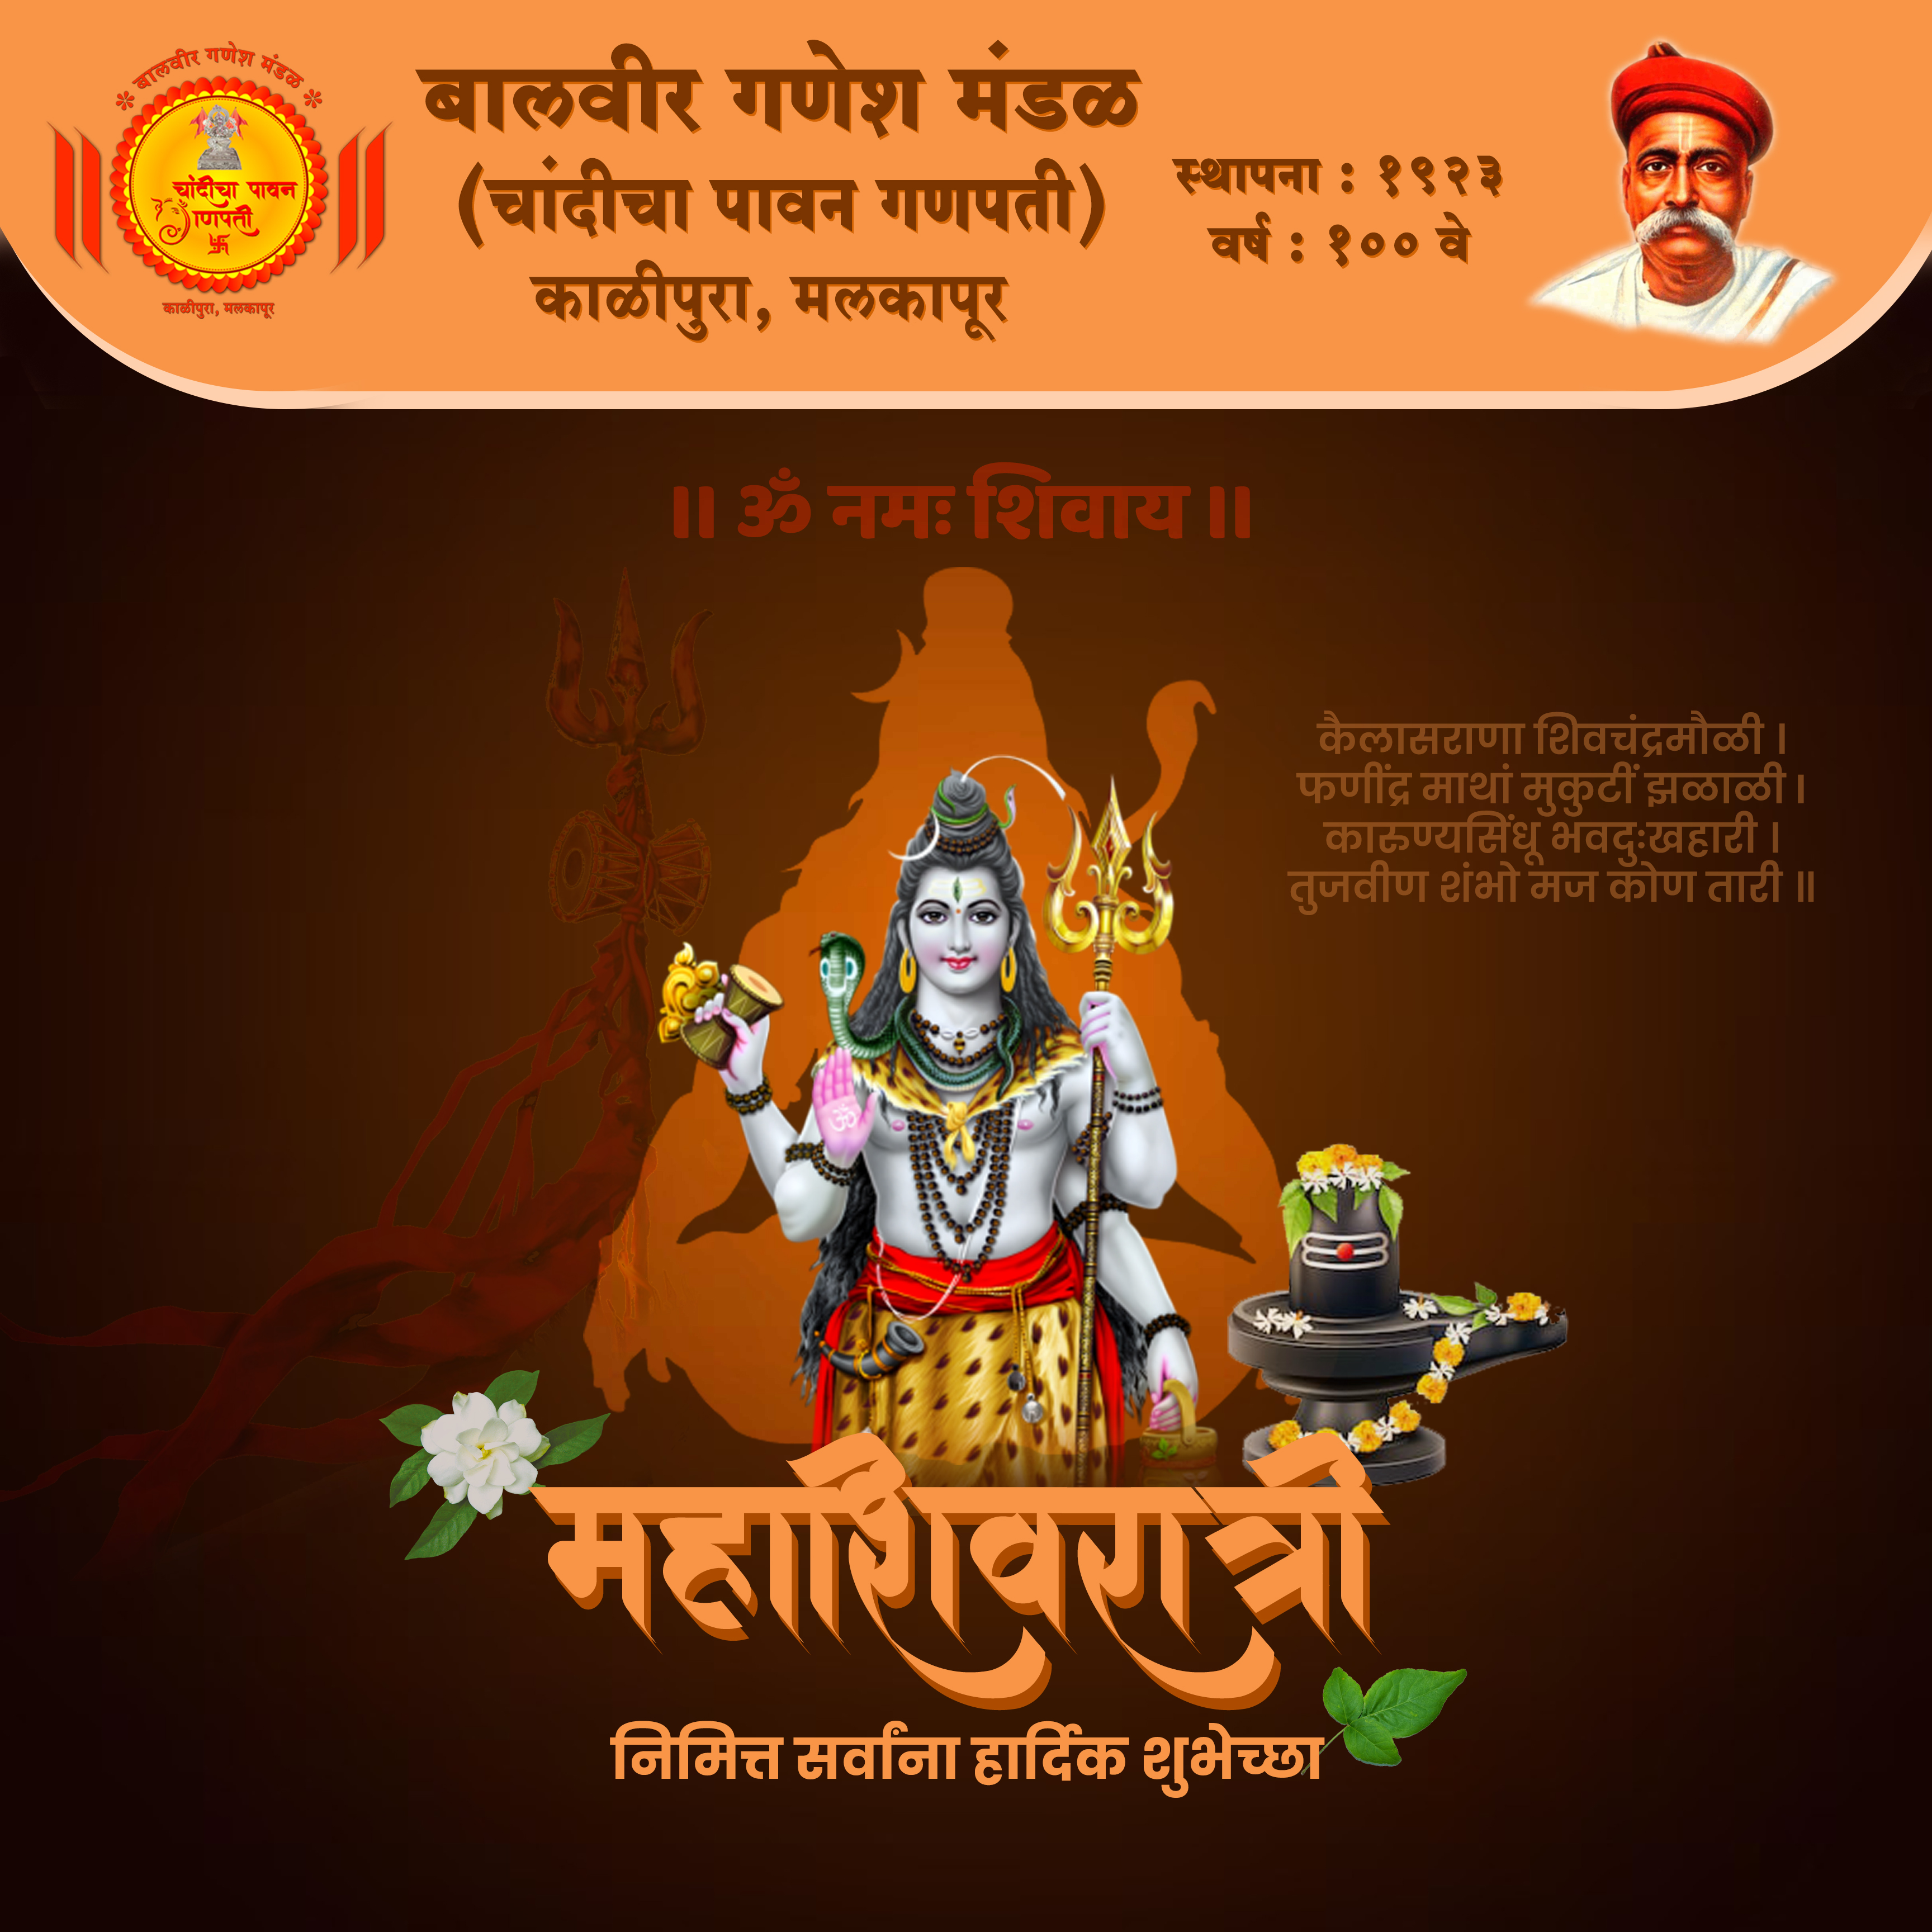 बालवीर गणेश मंडळ
चांदीचा पावन
गणपती
काळीपुरा, मलकापूर
बालवीर गणेश मंडळ
(चांदीचा पावन गणपती)
काळीपुरा, मलकापूर
स्थापना : १९२३
वर्ष : १०० वे
॥ ॐ नमः शिवाय ॥
कैलासराणा शिवचंद्रमौळी ।
फणींद्र माथां मुकुटीं झळाळी ।
कारुण्यसिंधू भवदुःखहारी ।
तुजवीण शंभो मज कोण तारी ॥
ॐ
महाशिवरात्री
निमित्त सर्वांना हार्दिक शुभेच्छा